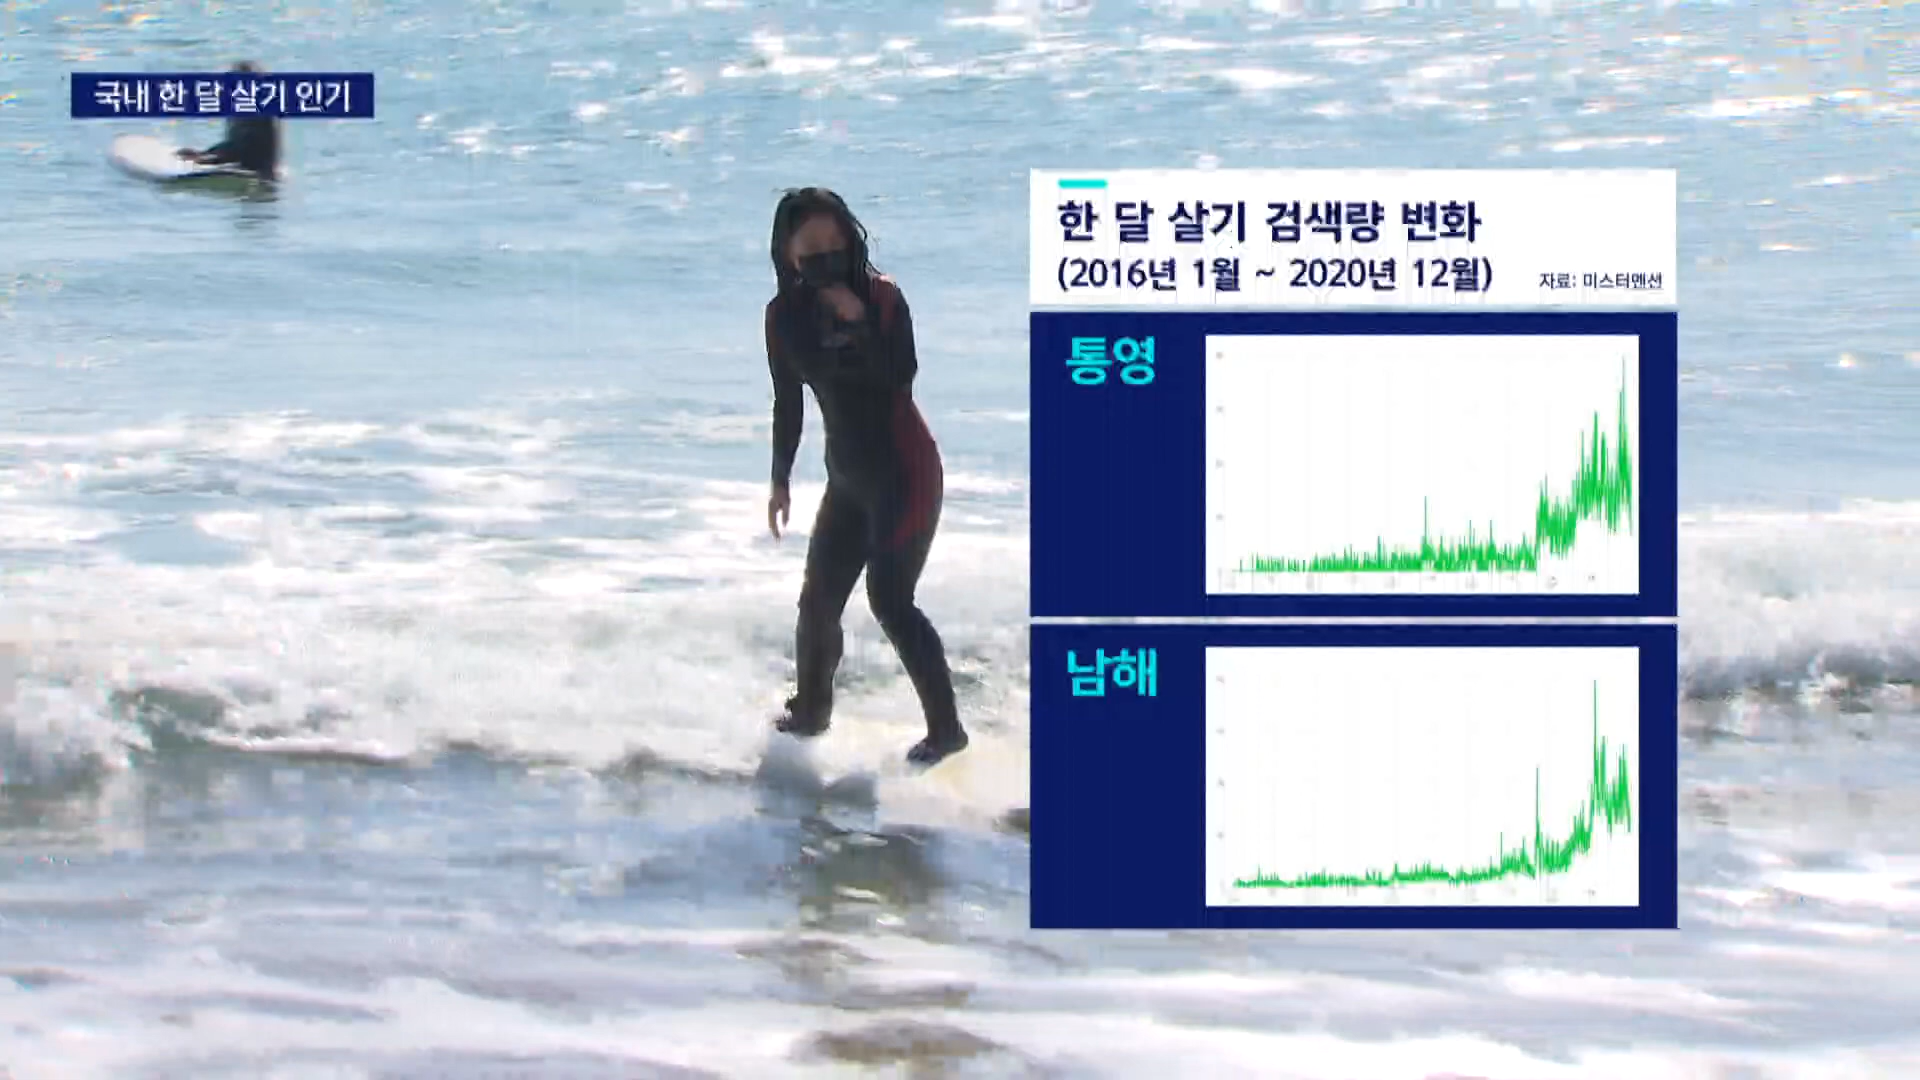 국내 한 달 살기 인기
한 달 살기 검색량 변화
(2016년 1월 ~ 2020년 12월)
자료: 미스터맨션
통영
남해